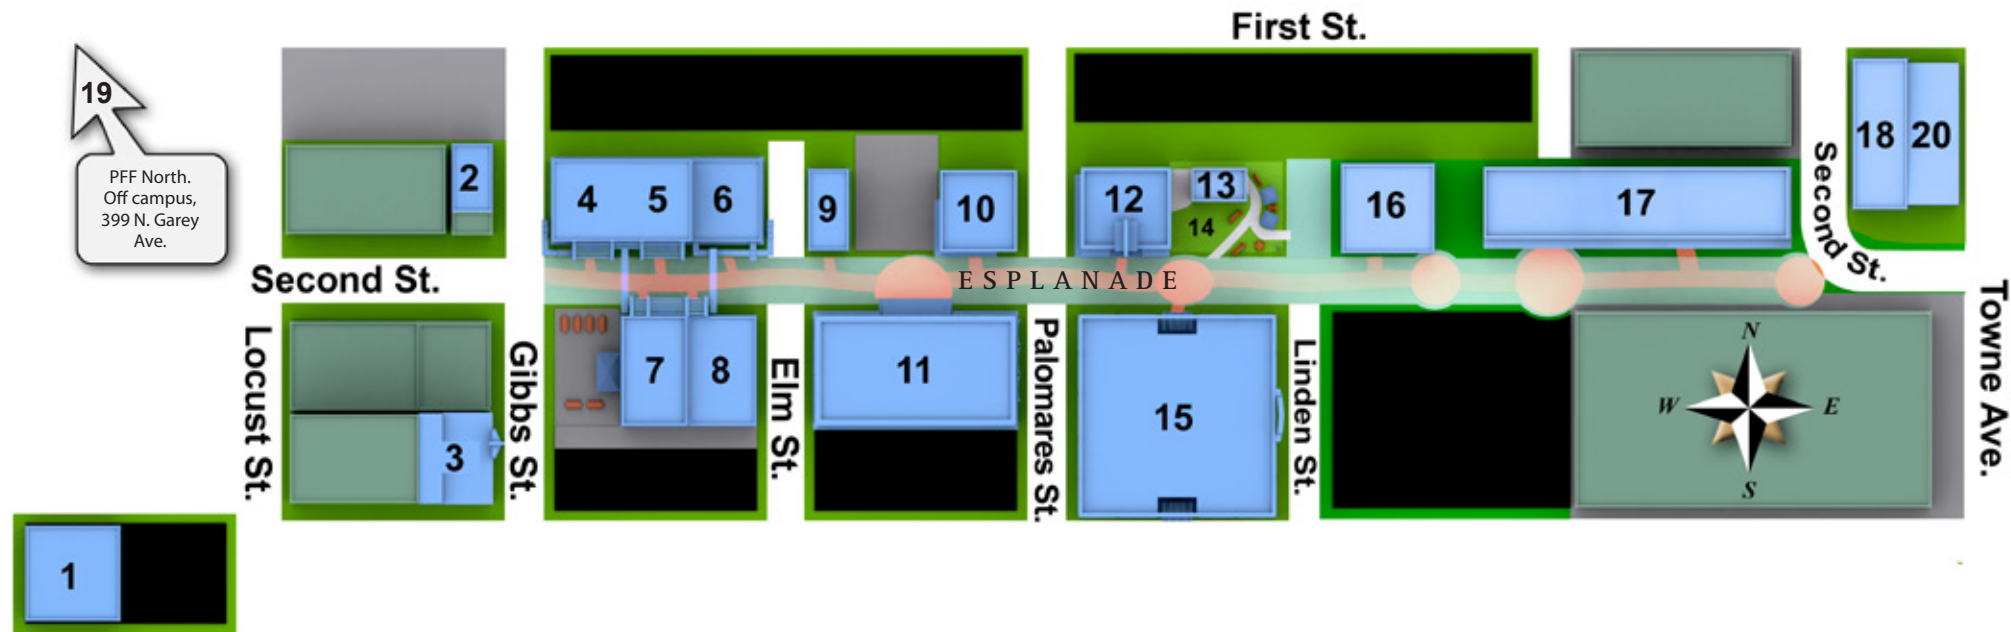 First St.
19
PFF North.
Off campus,
399 N. Garey
Ave.
2
4 5 6
9
10
12
13
14
16
17
18 20
Second St.
Second St.
ESPLANADE
Locust St.
3
Gibbs St.
7 8
Elm St.
11
Palomares St.
15
Linden St.
N
W E
S
Towne Ave.
1